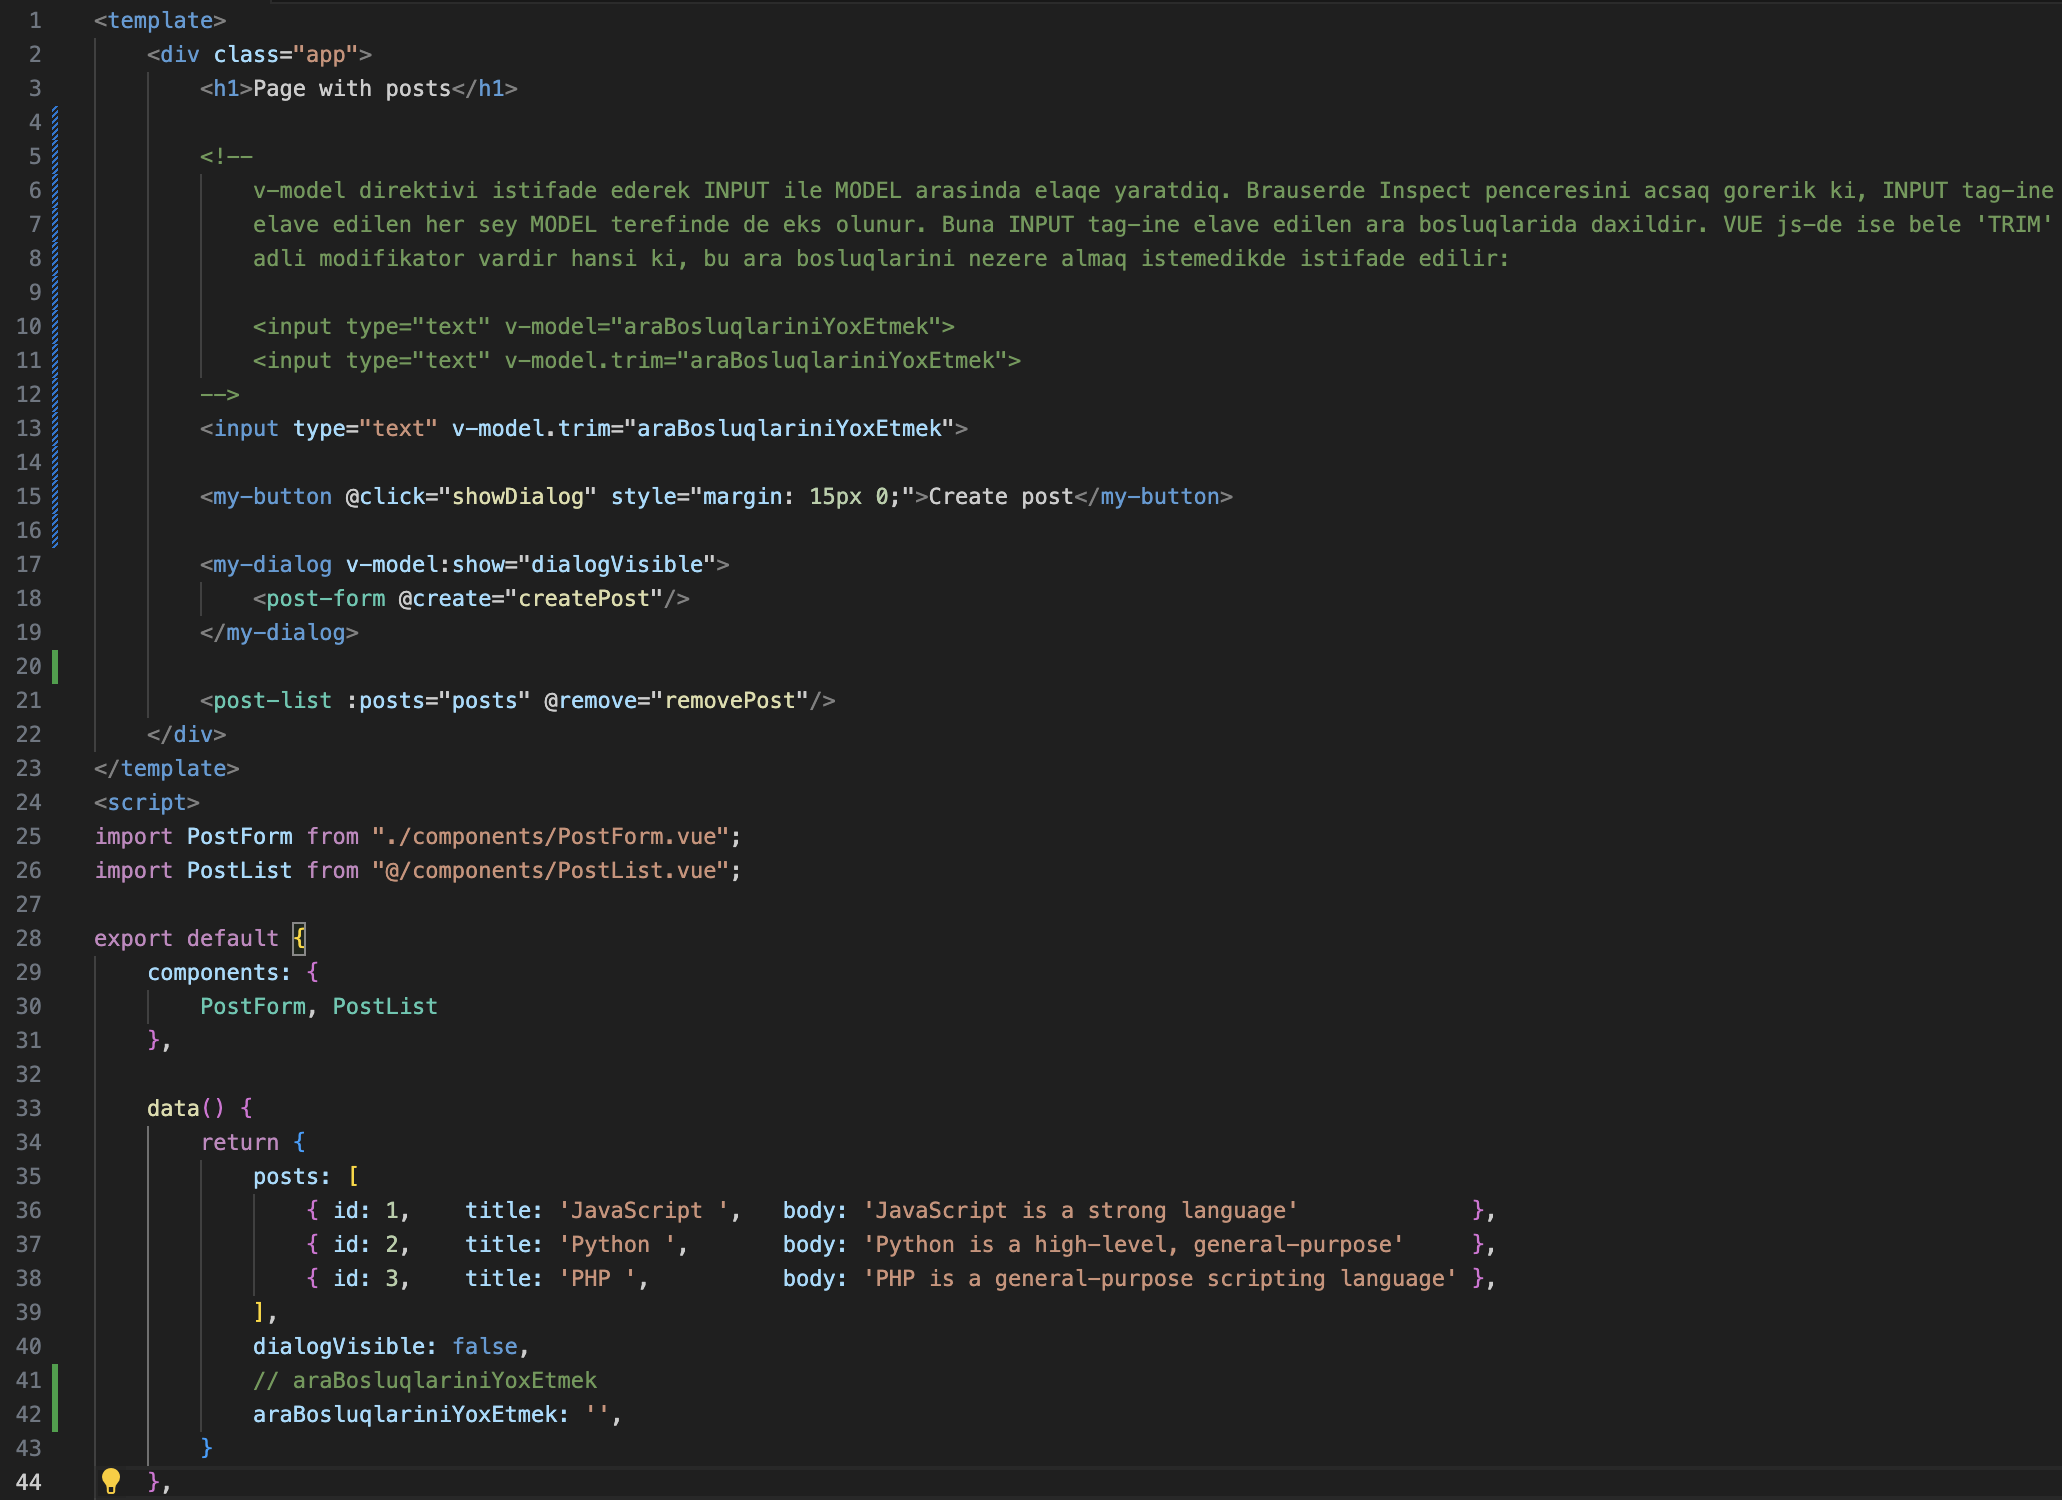 1 <template>
2 <div class="app">
3 <h1>Page with posts</h1>
4
5 <!--
6 v-model direktivi istifade ederek INPUT ile MODEL arasinda elaqe yaratdiq. Brauserde Inspect penceresini acsaq gorerik ki, INPUT tag-ine
7 elave edilen her sey MODEL terefinde de eks olunur. Buna INPUT tag-ine elave edilen ara bosluqlarida daxildir. VUE js-de ise bele 'TRIM'
8 adli modifikator vardir hansi ki, bu ara bosluqlarini nezere almaq istemedikde istifade edilir:
9
10 <input type="text" v-model="araBosluqlariniYoxEtmek">
11 <input type="text" v-model.trim="araBosluqlariniYoxEtmek">
12 -->
13 <input type="text" v-model.trim="araBosluqlariniYoxEtmek">
14
15 <my-button @click="showDialog" style="margin: 15px 0;">Create post</my-button>
16
17 <my-dialog v-model:show="dialogVisible">
18 <post-form @create="createPost"/>
19 </my-dialog>
20
21 <post-list :posts="posts" @remove="removePost"/>
22 </div>
23 </template>
24 <script>
25 import PostForm from "./components/PostForm.vue";
26 import PostList from "@/components/PostList.vue";
27
28 export default {
29 components: {
30 PostForm, PostList
31 },
32
33 data() {
34 return {
35 posts: [
36 { id: 1, title: 'JavaScript ', body: 'JavaScript is a strong language' },
37 { id: 2, title: 'Python ', body: 'Python is a high-level, general-purpose' },
38 { id: 3, title: 'PHP ', body: 'PHP is a general-purpose scripting language' },
39 ],
40 dialogVisible: false,
41 // araBosluqlariniYoxEtmek
42 araBosluqlariniYoxEtmek: '',
43 }
44 },